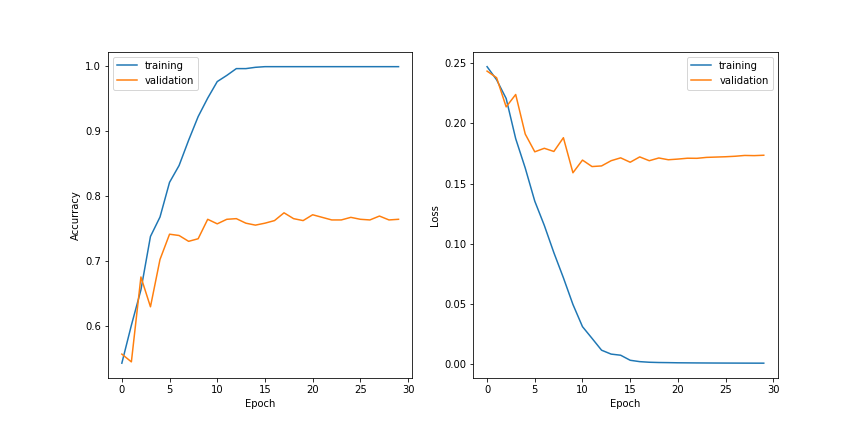 training
validation
1.0
0.9
0.8
0.7
0.6
Accurracy
0 5 10 15 20 25 30
Epoch
training
validation
0.25
0.20
0.15
0.10
0.05
0.00
Loss
0 5 10 15 20 25 30
Epoch